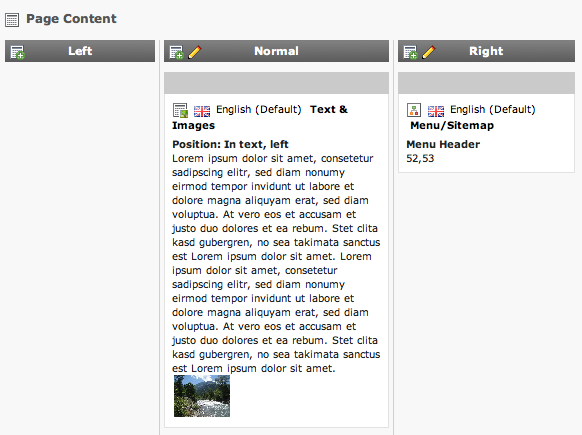 Page Content
Left
Normal
Right
English (Default) Text &
Images
Position: In text, left
Lorem ipsum dolor sit amet, consetetur
sadipscing elitr, sed diam nonumy
eirmod tempor invidunt ut labore et
dolore magna aliquyam erat, sed diam
voluptua. At vero eos et accusam et
justo duo dolores et ea rebum. Stet clita
kasd gubergren, no sea takimata sanctus
est Lorem ipsum dolor sit amet. Lorem
ipsum dolor sit amet, consetetur
sadipscing elitr, sed diam nonumy
eirmod tempor invidunt ut labore et
dolore magna aliquyam erat, sed diam
voluptua. At vero eos et accusam et
justo duo dolores et ea rebum. Stet clita
kasd gubergren, no sea takimata sanctus
est Lorem ipsum dolor sit amet.
English (Default)
Menu/Sitemap
Menu Header
52,53